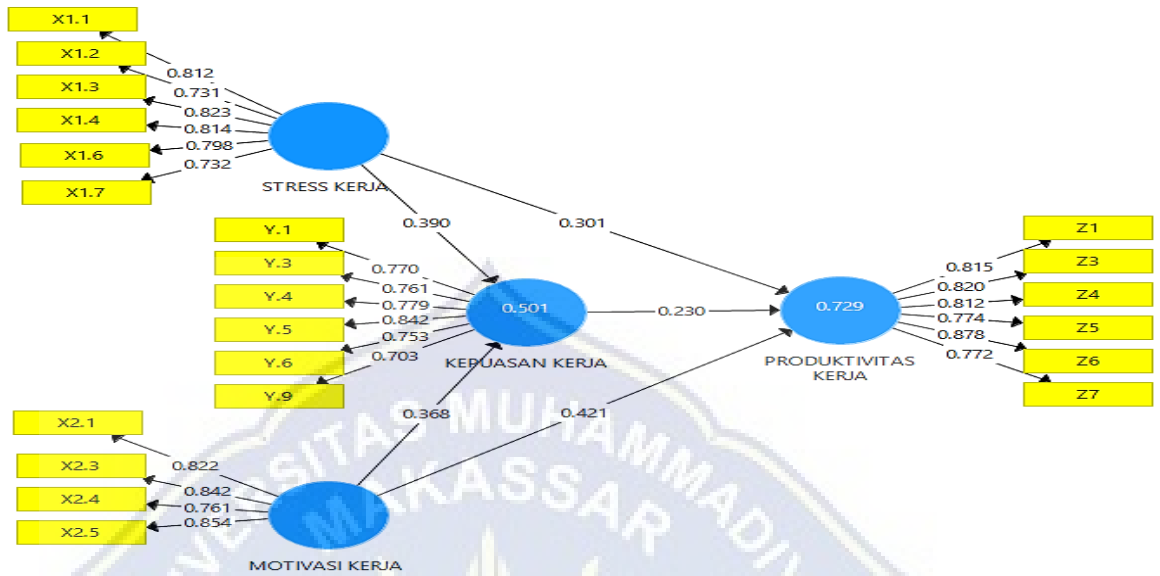 X1.1
X1.2
X1.3
X1.4
X1.6
X1.7
0.812
0.731
0.823
0.814
0.798
0.732
STRESS KERJA
0.390
0.301
Y.1
Y.3
Y.4
Y.5
Y.6
Y.9
0.770
0.761
0.779
0.842
0.753
0.703
0.501
KEPUASAN KERJA
0.230
0.729
PRODUKTIVITAS
KERJA
0.815
0.820
0.812
0.774
0.878
0.772
Z1
Z3
Z4
Z5
Z6
Z7
0.368
0.421
X2.1
X2.3
X2.4
X2.5
0.822
0.842
0.761
0.854
MOTIVASI KERJA
MUHAMMADI
MAKASSAR